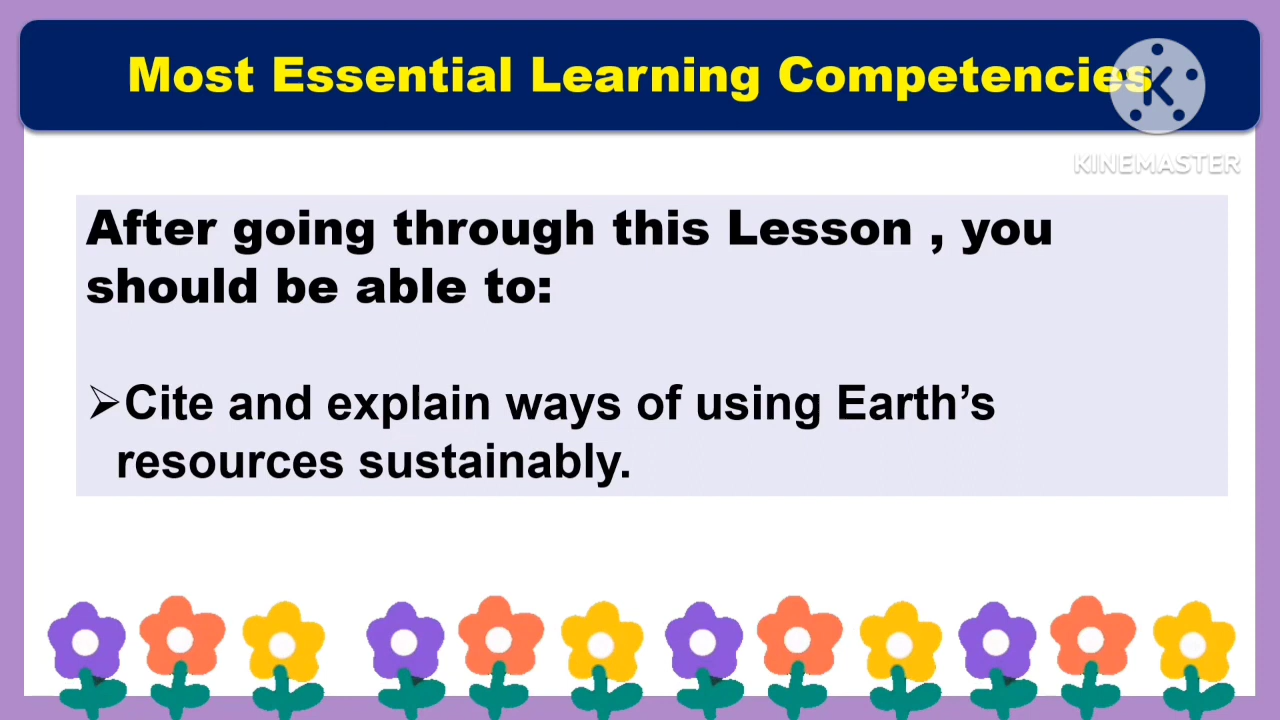 Most Essential Learning Competencies
K
KINEMASTER
After going through this Lesson , you
should be able to:
➢Cite and explain ways of using Earth’s
resources sustainably.